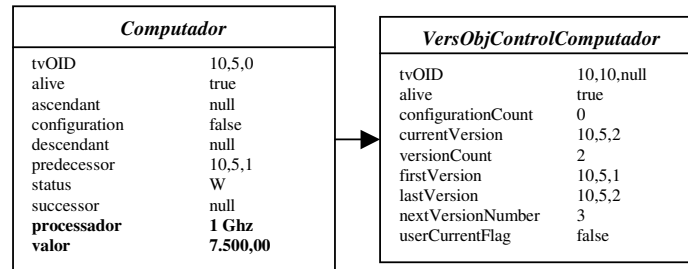 Computador
tvOID 10,5,0
alive true
ascendant null
configuration false
descendant null
predecessor 10,5,1
status W
successor null
processador 1 Ghz
valor 7.500,00
VersObjControlComputador
tvOID 10,10,null
alive true
configurationCount 0
currentVersion 10,5,2
versionCount 2
firstVersion 10,5,1
lastVersion 10,5,2
nextVersionNumber 3
userCurrentFlag false